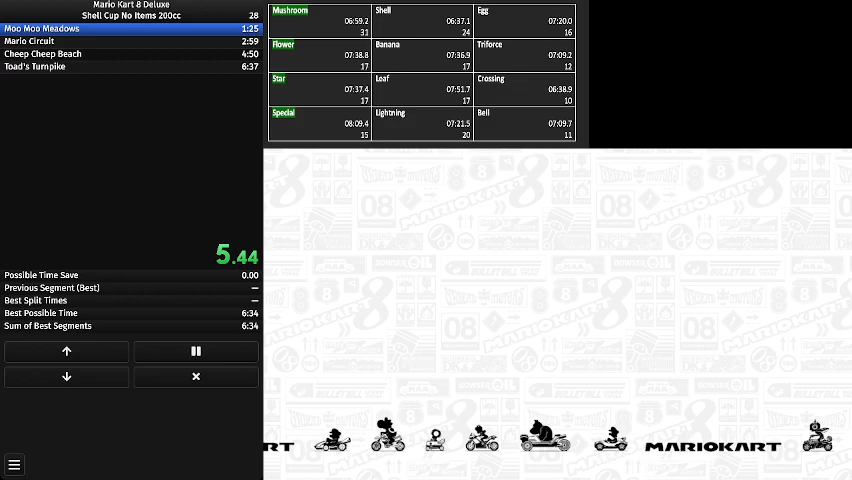 Mario Kart 8 Deluxe
Shell Cup No Items 200cc 28
Moo Moo Meadows 1:25
Mario Circuit 2:59
Cheep Cheep Beach 4:50
Toad's Turnpike 6:37
5.44
Possible Time Save 0.00
Previous Segment (Best) —
Best Split Times —
Best Possible Time 6:34
Sum of Best Segments 6:34
Mushroom Shell Egg
06:59.2 06:37.1 07:20.0
31 24 16
Flower Banana Triforce
07:38.8 07:36.9 07:09.2
17 17 12
Star Leaf Crossing
07:37.4 07:51.7 06:38.9
17 17 10
Special Lightning Bell
08:09.4 07:21.5 07:09.7
15 20 11
RT MARIOKART